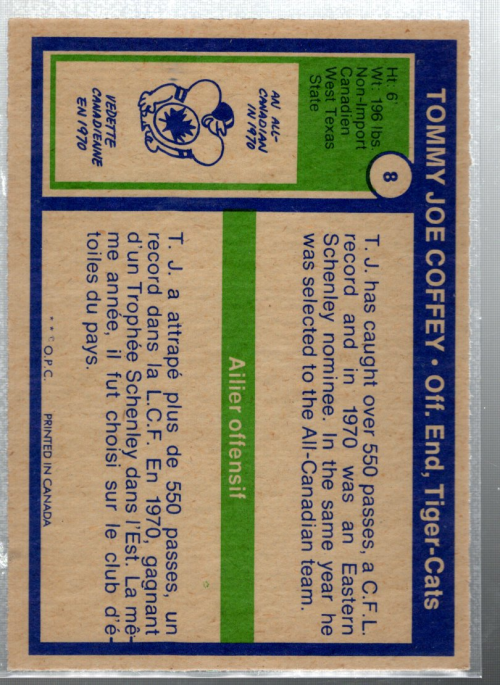 TOMMY JOE COFFEY • Off. End, Tiger-Cats
8
Ht. 6'
Wt: 196 lbs.
Non-Import
Canadian
West Texas
State
AN ALL-
CANADIAN
IN 1970
VEDETTE
CANADIENNE
EN 1970
T. J. has caught over 550 passes, a C.F.L.
record and in 1970 was an Eastern
Schenley nominee. In the same year he
was selected to the All-Canadian team.
Ailier offensif
T. J. a attrapé plus de 550 passes, un
record dans la L.C.F. En 1970, gagnant
d'un Trophée Schenley dans l'Est. La mê-
me année, il fut choisi sur le club d'é-
toiles du pays.
* * © O.P.C. PRINTED IN CANADA